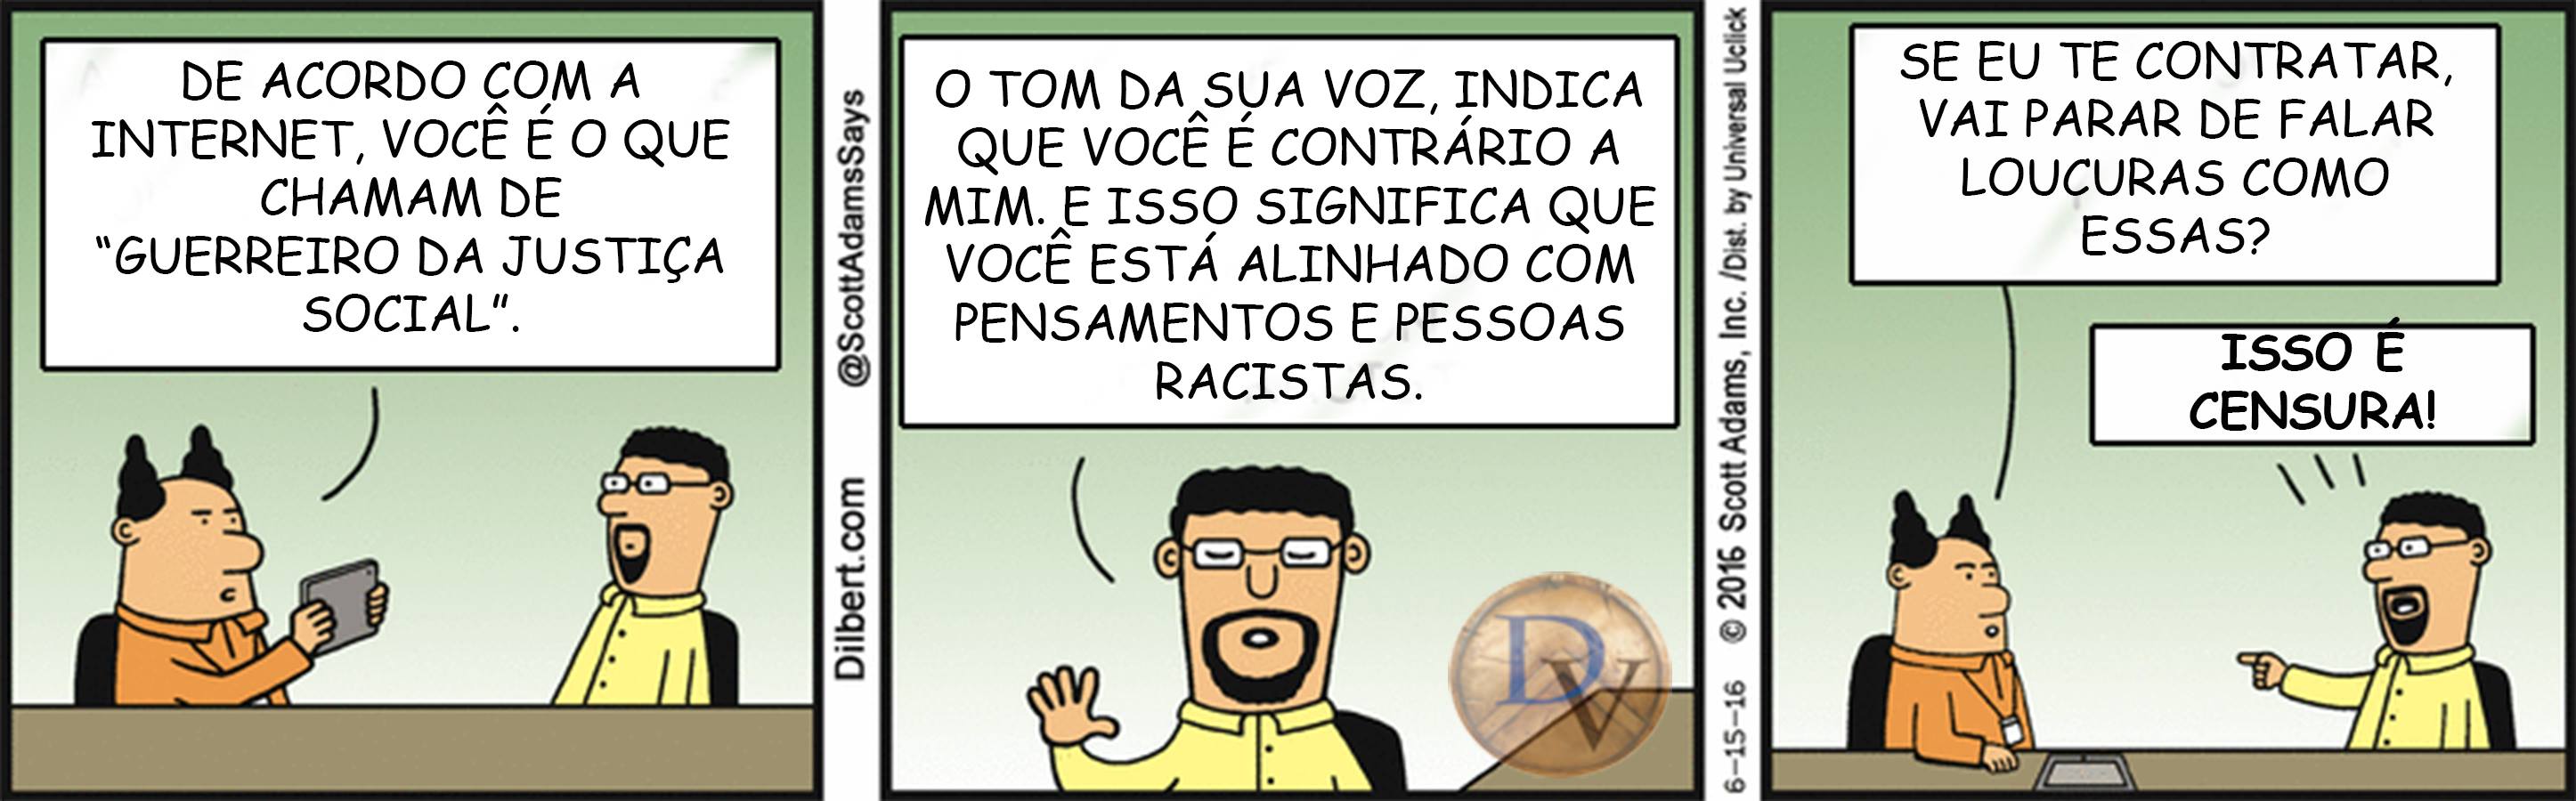 DE ACORDO COM A
INTERNET, VOCÊ É O QUE
CHAMAM DE
“GUERREIRO DA JUSTIÇA
SOCIAL”.
Dilbert.com @ScottAdamsSays
O TOM DA SUA VOZ, INDICA
QUE VOCÊ É CONTRÁRIO A
MIM. E ISSO SIGNIFICA QUE
VOCÊ ESTÁ ALINHADO COM
PENSAMENTOS E PESSOAS
RACISTAS.
DV
6-15-16 © 2016 Scott Adams, Inc. /Dist. by Universal Uclick
SE EU TE CONTRATAR,
VAI PARAR DE FALAR
LOUCURAS COMO
ESSAS?
ISSO É
CENSURA!